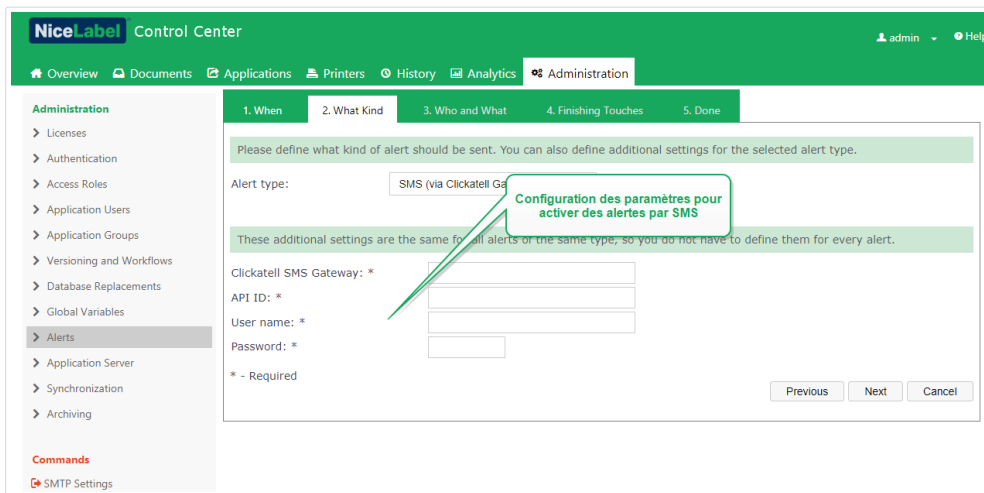 NiceLabel Control Center
admin Help
Overview Documents Applications Printers History Analytics Administration
Administration
Licenses
Authentication
Access Roles
Application Users
Application Groups
Versioning and Workflows
Database Replacements
Global Variables
Alerts
Application Server
Synchronization
Archiving
Commands
SMTP Settings
1. When 2. What Kind 3. Who and What 4. Finishing Touches 5. Done
Please define what kind of alert should be sent. You can also define additional settings for the selected alert type.
Alert type: SMS (via Clickatell
Configuration des paramètres pour
activer des alertes par SMS
These additional settings are the same for all alerts of the same type, so you do not have to define them for every alert.
Clickatell SMS Gateway: *
API ID: *
User name: *
Password: *
* - Required
Previous Next Cancel